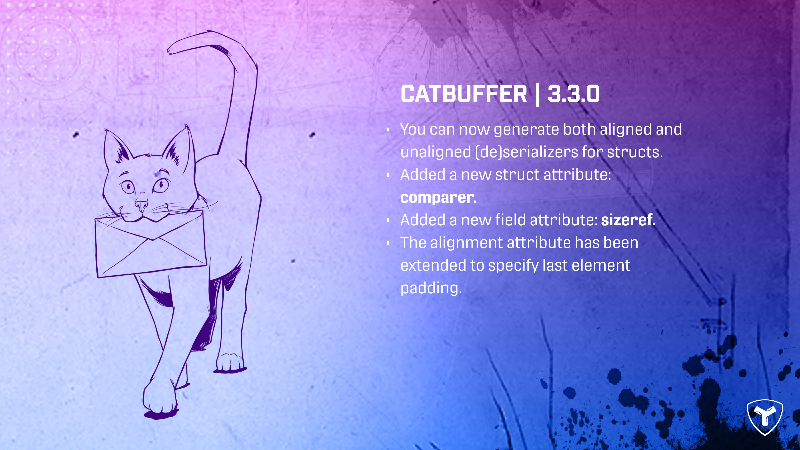 CATBUFFER | 3.3.0
• You can now generate both aligned and
unaligned (de)serializers for structs.
• Added a new struct attribute:
comparer.
• Added a new field attribute: sizeref.
• The alignment attribute has been
extended to specify last element
padding.